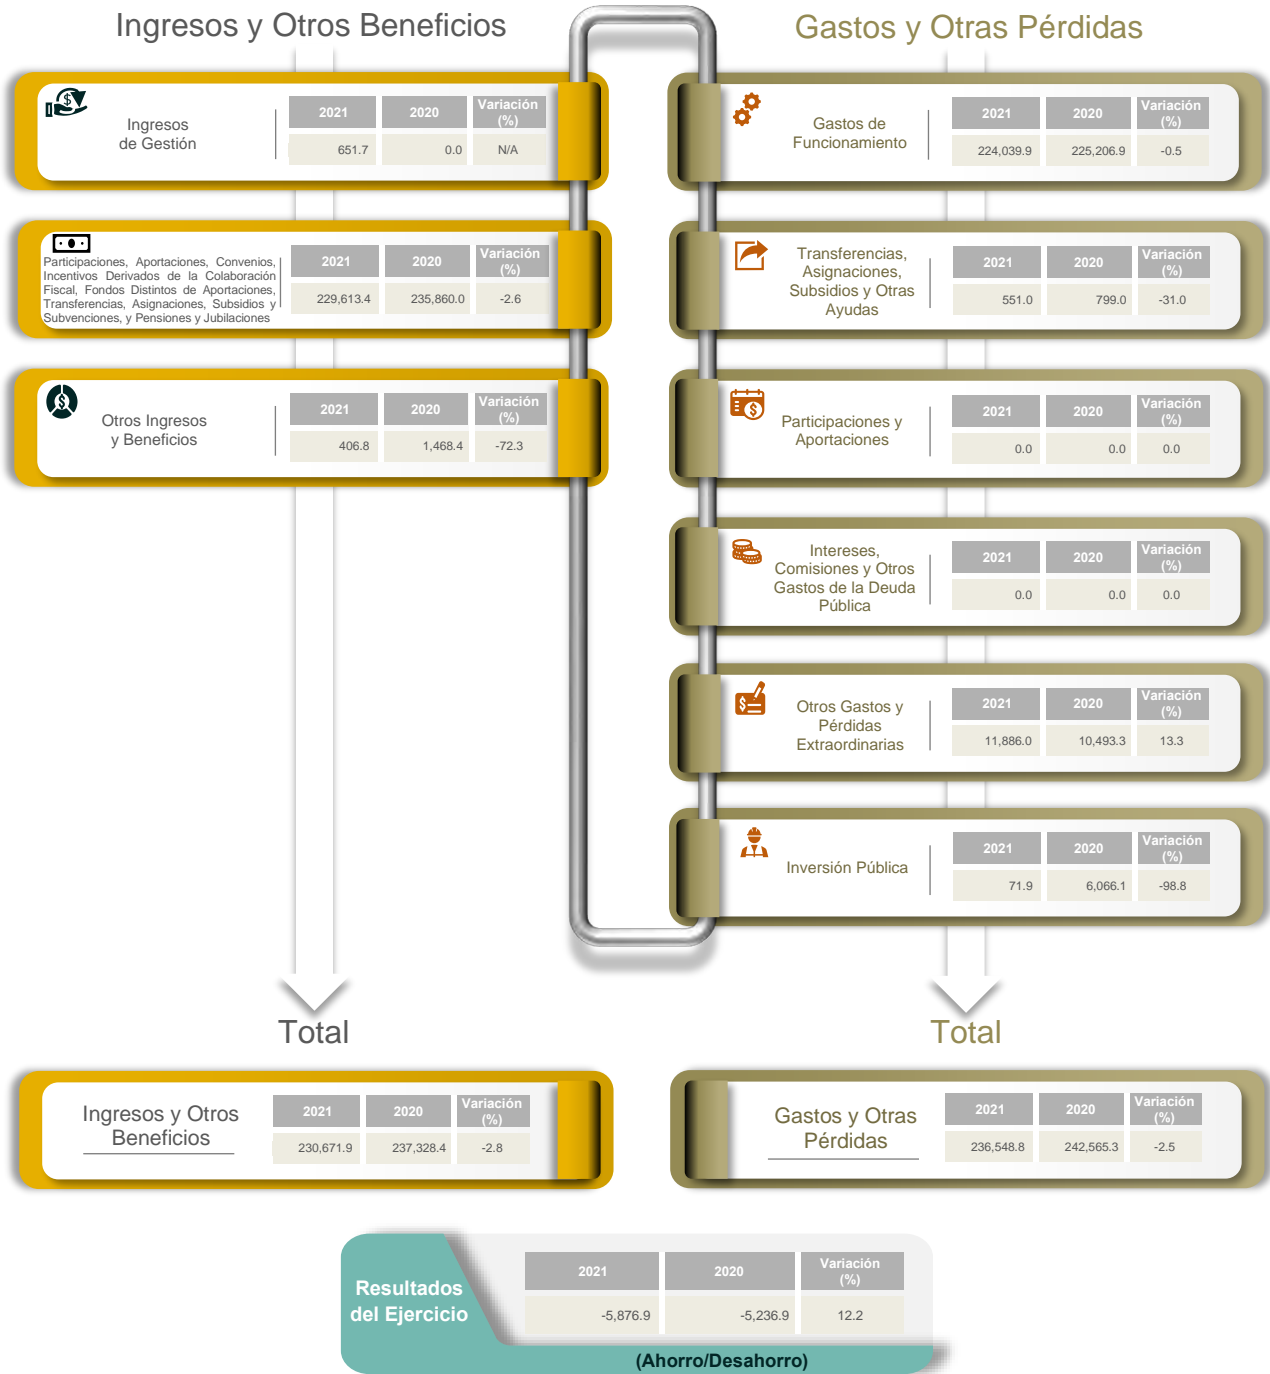 Ingresos y Otros Beneficios
Ingresos
de Gestión
2021 2020 Variación (%)
651.7 0.0 N/A
Participaciones, Aportaciones, Convenios,
Incentivos Derivados de la Colaboración
Fiscal, Fondos Distintos de Aportaciones,
Transferencias, Asignaciones, Subsidios y
Subvenciones, y Pensiones y Jubilaciones
2021 2020 Variación (%)
229,613.4 235,860.0 -2.6
Otros Ingresos
y Beneficios
2021 2020 Variación (%)
406.8 1,468.4 -72.3
Gastos y Otras Pérdidas
Gastos de
Funcionamiento
2021 2020 Variación (%)
224,039.9 225,206.9 -0.5
Transferencias,
Asignaciones,
Subsidios y Otras
Ayudas
2021 2020 Variación (%)
551.0 799.0 -31.0
Participaciones y
Aportaciones
2021 2020 Variación (%)
0.0 0.0 0.0
Intereses,
Comisiones y Otros
Gastos de la Deuda
Pública
2021 2020 Variación (%)
0.0 0.0 0.0
Otros Gastos y
Pérdidas
Extraordinarias
2021 2020 Variación (%)
11,886.0 10,493.3 13.3
Inversión Pública
2021 2020 Variación (%)
71.9 6,066.1 -98.8
Total
Ingresos y Otros
Beneficios
2021 2020 Variación (%)
230,671.9 237,328.4 -2.8
Total
Gastos y Otras
Pérdidas
2021 2020 Variación (%)
236,548.8 242,565.3 -2.5
Resultados
del Ejercicio
2021 2020 Variación (%)
-5,876.9 -5,236.9 12.2
(Ahorro/Desahorro)